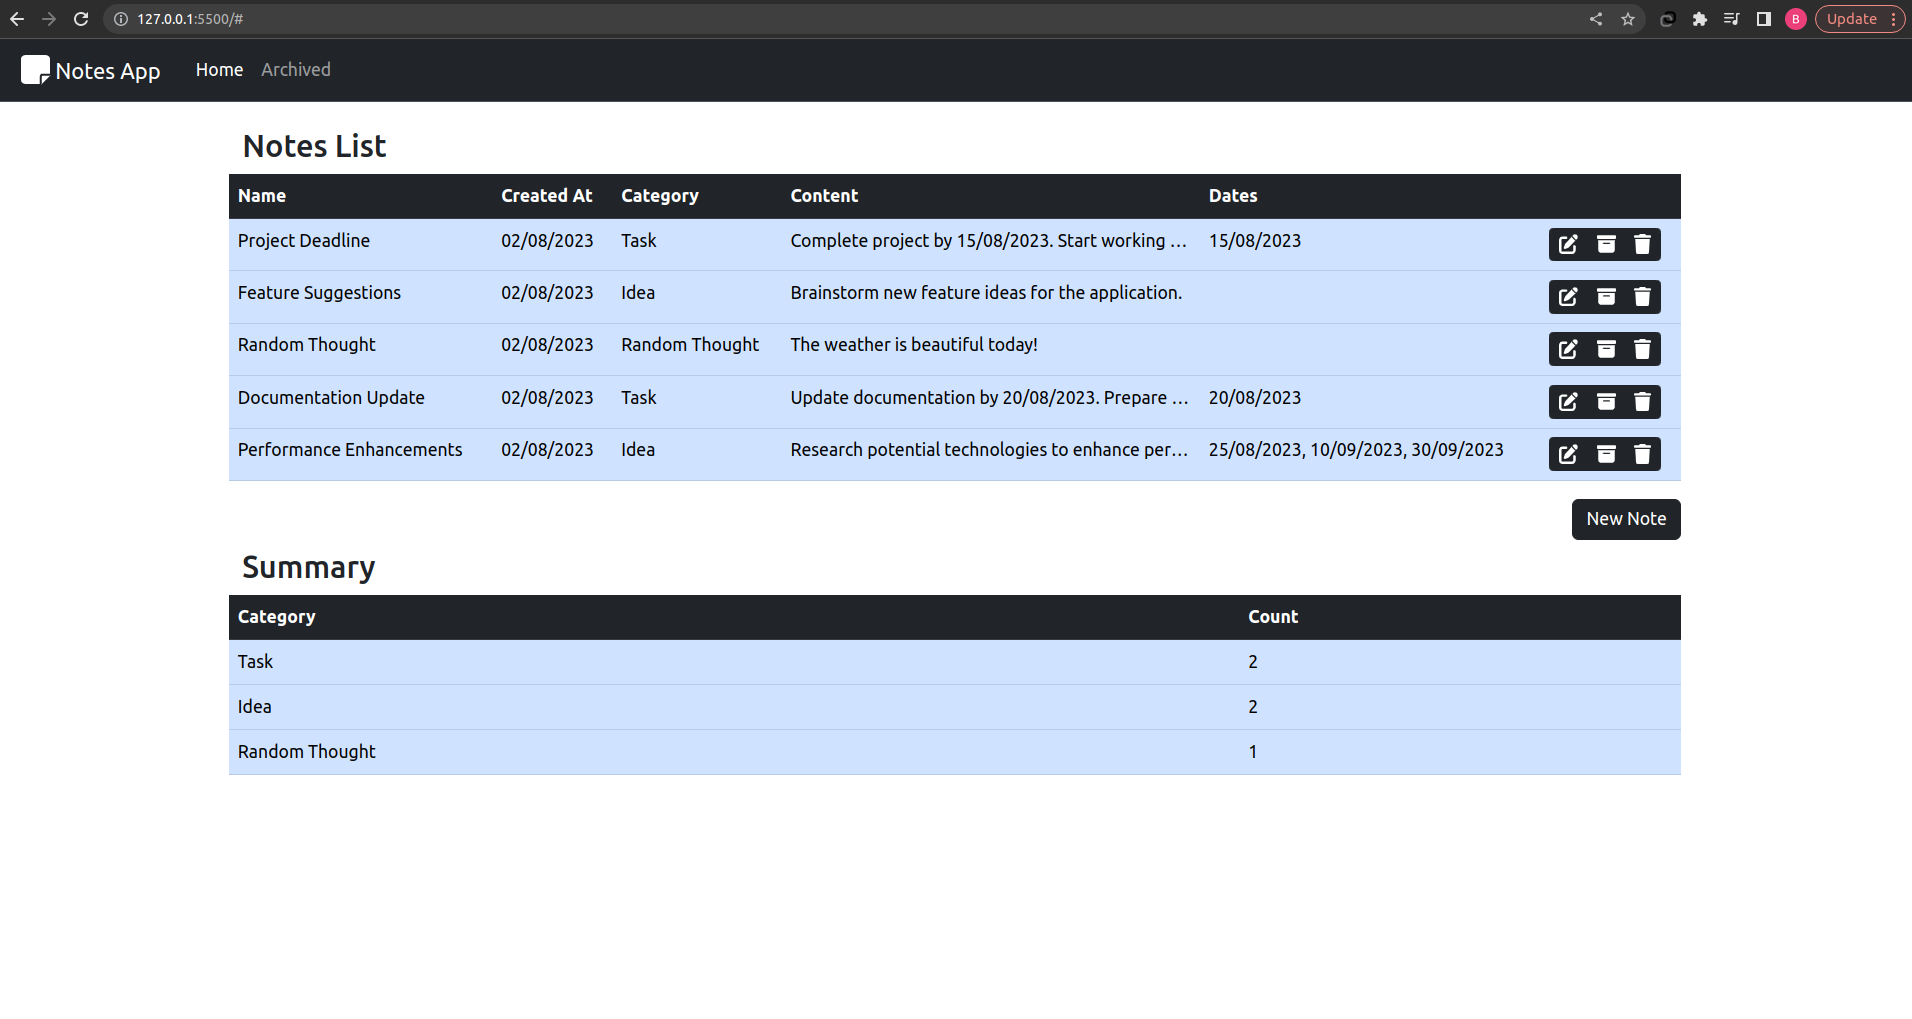 127.0.0.1:5500/#
B
Update
Notes App Home Archived
Notes List
Name Created At Category Content Dates
Project Deadline 02/08/2023 Task Complete project by 15/08/2023. Start working … 15/08/2023
Feature Suggestions 02/08/2023 Idea Brainstorm new feature ideas for the application.
Random Thought 02/08/2023 Random Thought The weather is beautiful today!
Documentation Update 02/08/2023 Task Update documentation by 20/08/2023. Prepare … 20/08/2023
Performance Enhancements 02/08/2023 Idea Research potential technologies to enhance per… 25/08/2023, 10/09/2023, 30/09/2023
New Note
Summary
Category Count
Task 2
Idea 2
Random Thought 1